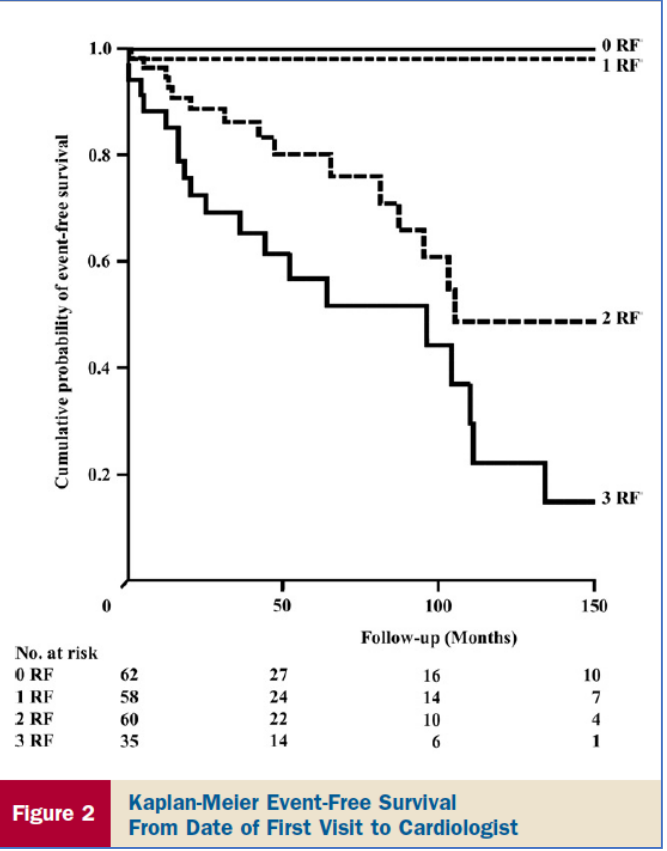 1.0
0 RF
1 RF
0.8
0.6
2 RF
0.4
0.2
3 RF
Cumulative probability of event-free survival
0 50 100 150
Follow-up (Months)
No. at risk
0 RF 62 27 16 10
1 RF 58 24 14 7
2 RF 60 22 10 4
3 RF 35 14 6 1
Figure 2
Kaplan-Meier Event-Free Survival
From Date of First Visit to Cardiologist